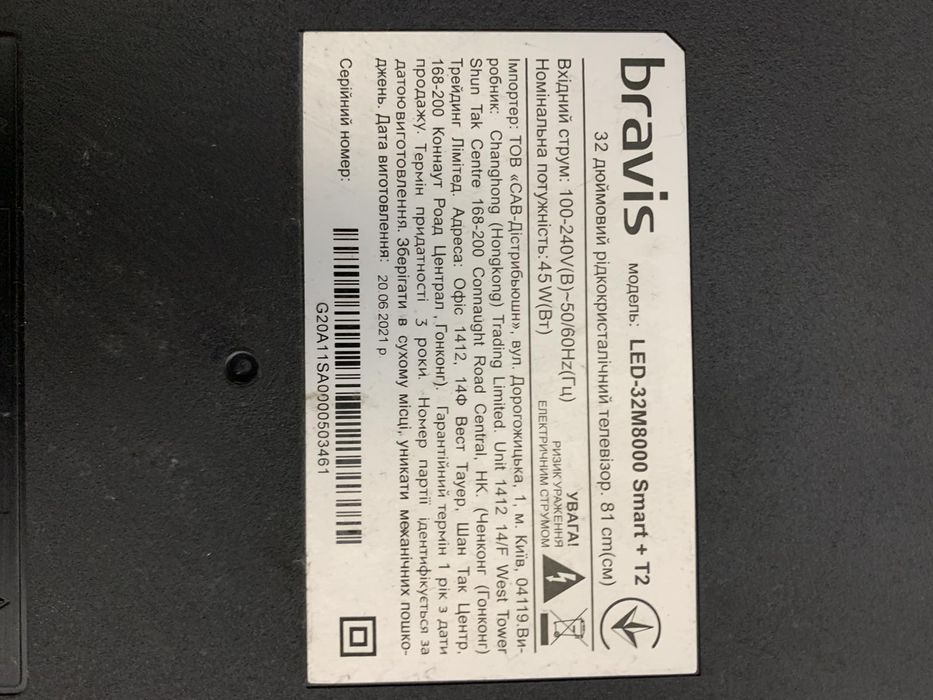 bravis модель: LED-32M8000 Smart + T2
32 дюймовий рідкокристалічний телевізор. 81 cm(см)
Вхідний струм: 100-240V(В)~50/60Hz(Гц)
Номінальна потужність:45W(Вт)
УВАГА!
РИЗИК УРАЖЕННЯ
ЕЛЕКТРИЧНИМ СТРУМОМ
Імпортер: ТОВ «САВ-Дістрибьюшн», вул. Дорогожицька, 1, м. Київ, 04119.Ви-
робник: Changhong (Hongkong) Trading Limited. Unit 1412 14/F West Tower
Shun Tak Centre 168-200 Connaught Road Central, HK. (Ченконг (Гонконг)
Трейдинг Лімітед. Адреса: Офіс 1412, 14Ф Вест Тауер, Шан Так Центр,
168-200 Коннаут Роад Централ , Гонконг). Гарантійний термін 1 рік з дати
продажу. Термін придатності 3 роки. Номер партії ідентифікується за
датою виготовлення. Зберігати в сухому місці, уникати механічних пошко-
джень. Дата виготовлення: 20 06 2021 р
Серійний номер:
G20A11SA0000503461